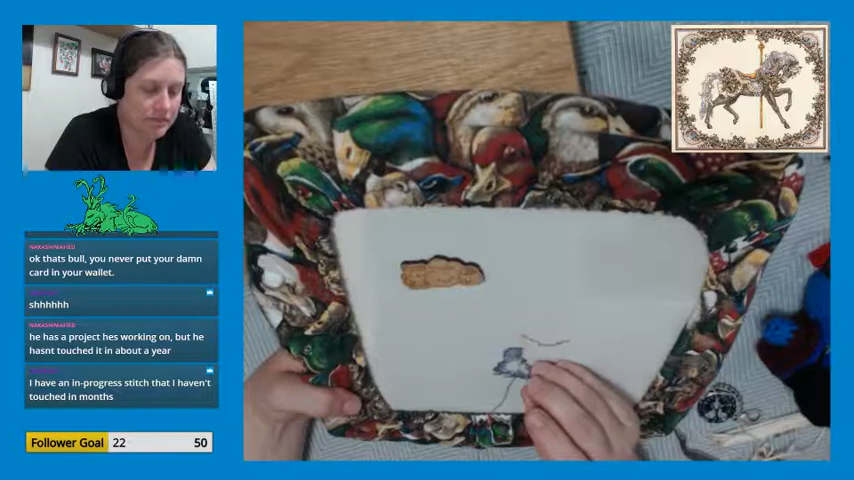 NAKASHIMAFIED
ok thats bull, you never put your damn
card in your wallet.
shhhhhh
NAKASHIMAFIED
he has a project hes working on, but he
hasnt touched it in about a year
I have an in-progress stitch that I haven't
touched in months
Follower Goal 22 50